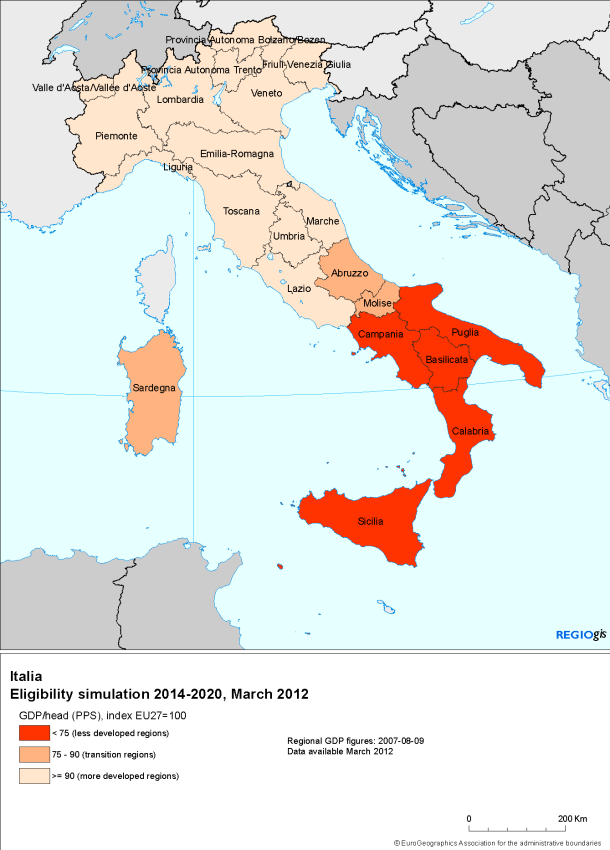 Provincia Autonoma Bolzano/Bozen
Friuli-Venezia Giulia
Provincia Autonoma Trento
Valle d'Aosta/Vallée d'Aoste
Lombardia
Veneto
Piemonte
Emilia-Romagna
Liguria
Toscana
Marche
Umbria
Abruzzo
Lazio
Molise
Campania
Puglia
Basilicata
Sardegna
Calabria
Sicilia
REGIOgis
Italia
Eligibility simulation 2014-2020, March 2012
GDP/head (PPS), index EU27=100
< 75 (less developed regions)
75 - 90 (transition regions)
>= 90 (more developed regions)
Regional GDP figures: 2007-08-09
Data available March 2012
0 200 Km
© EuroGeographics Association for the administrative boundaries